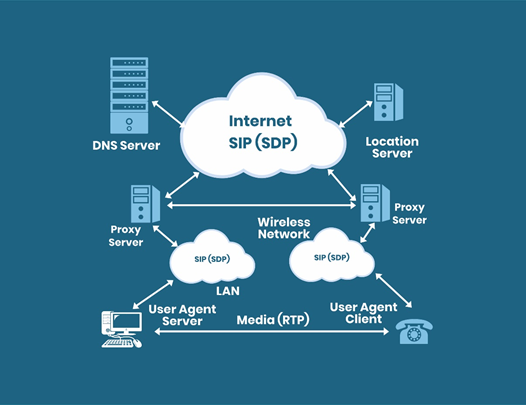 Internet
SIP (SDP)
DNS Server
Location
Server
Proxy
Server
Proxy
Server
Wireless
Network
SIP (SDP)
SIP (SDP)
LAN
User Agent
Server
User Agent
Client
Media (RTP)